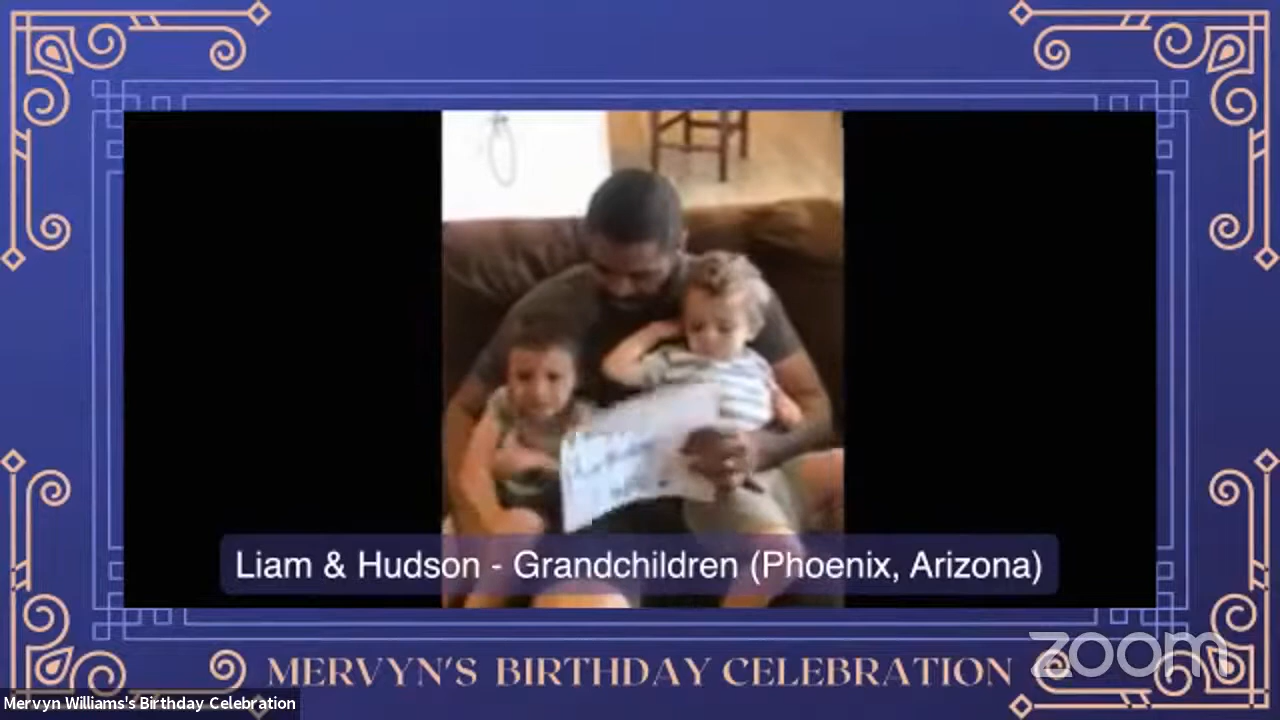 Liam & Hudson - Grandchildren (Phoenix, Arizona)
MERVYN'S BIRTHDAY CELEBRATION
zoom
Mervyn Williams's Birthday Celebration